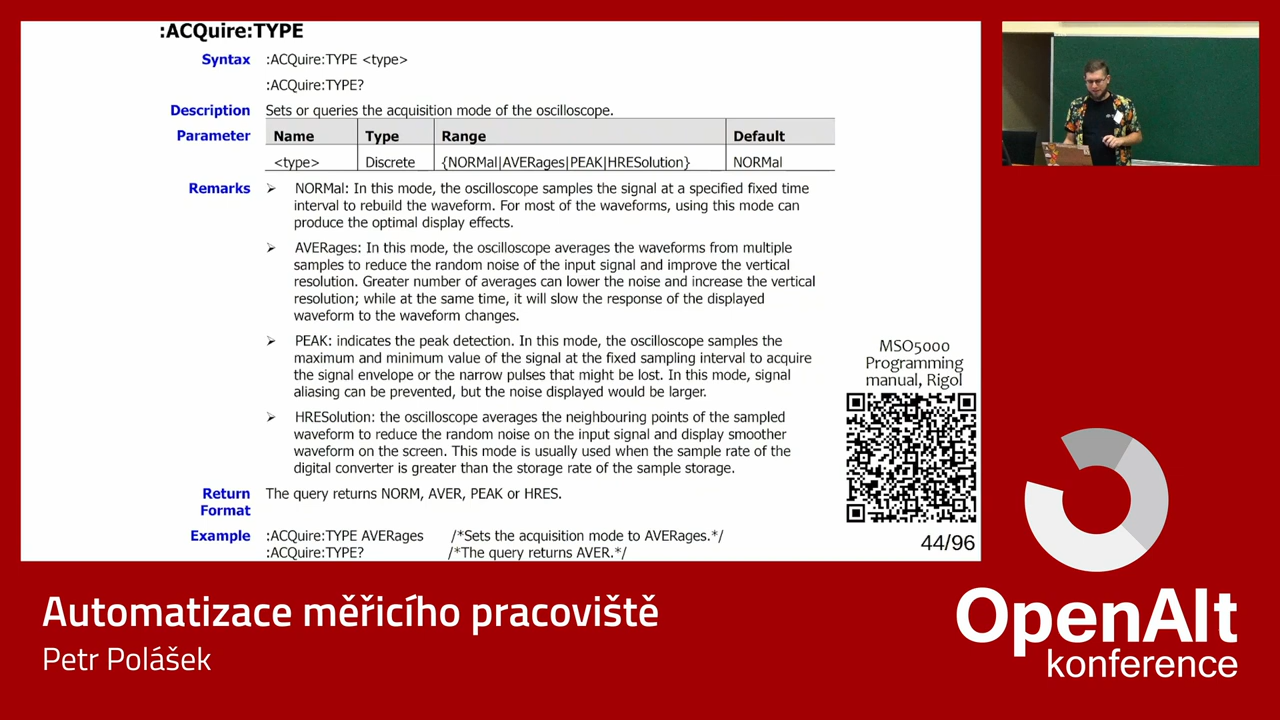 :ACQuire:TYPE
Syntax :ACQuire:TYPE <type>
:ACQuire:TYPE?
Description Sets or queries the acquisition mode of the oscilloscope.
Parameter Name Type Range Default
<type> Discrete {NORMal|AVERages|PEAK|HRESolution} NORMal
Remarks ➢ NORMal: In this mode, the oscilloscope samples the signal at a specified fixed time
interval to rebuild the waveform. For most of the waveforms, using this mode can
produce the optimal display effects.
➢ AVERages: In this mode, the oscilloscope averages the waveforms from multiple
samples to reduce the random noise of the input signal and improve the vertical
resolution. Greater number of averages can lower the noise and increase the vertical
resolution; while at the same time, it will slow the response of the displayed
waveform to the waveform changes.
➢ PEAK: indicates the peak detection. In this mode, the oscilloscope samples the
maximum and minimum value of the signal at the fixed sampling interval to acquire
the signal envelope or the narrow pulses that might be lost. In this mode, signal
aliasing can be prevented, but the noise displayed would be larger.
➢ HRESolution: the oscilloscope averages the neighbouring points of the sampled
waveform to reduce the random noise on the input signal and display smoother
waveform on the screen. This mode is usually used when the sample rate of the
digital converter is greater than the storage rate of the sample storage.
Return The query returns NORM, AVER, PEAK or HRES.
Format
Example :ACQuire:TYPE AVERages /*Sets the acquisition mode to AVERages.*/
:ACQuire:TYPE? /*The query returns AVER.*/
MSO5000
Programming
manual, Rigol
44/96
Automatizace měřicího pracoviště
Petr Polášek
OpenAlt
konference